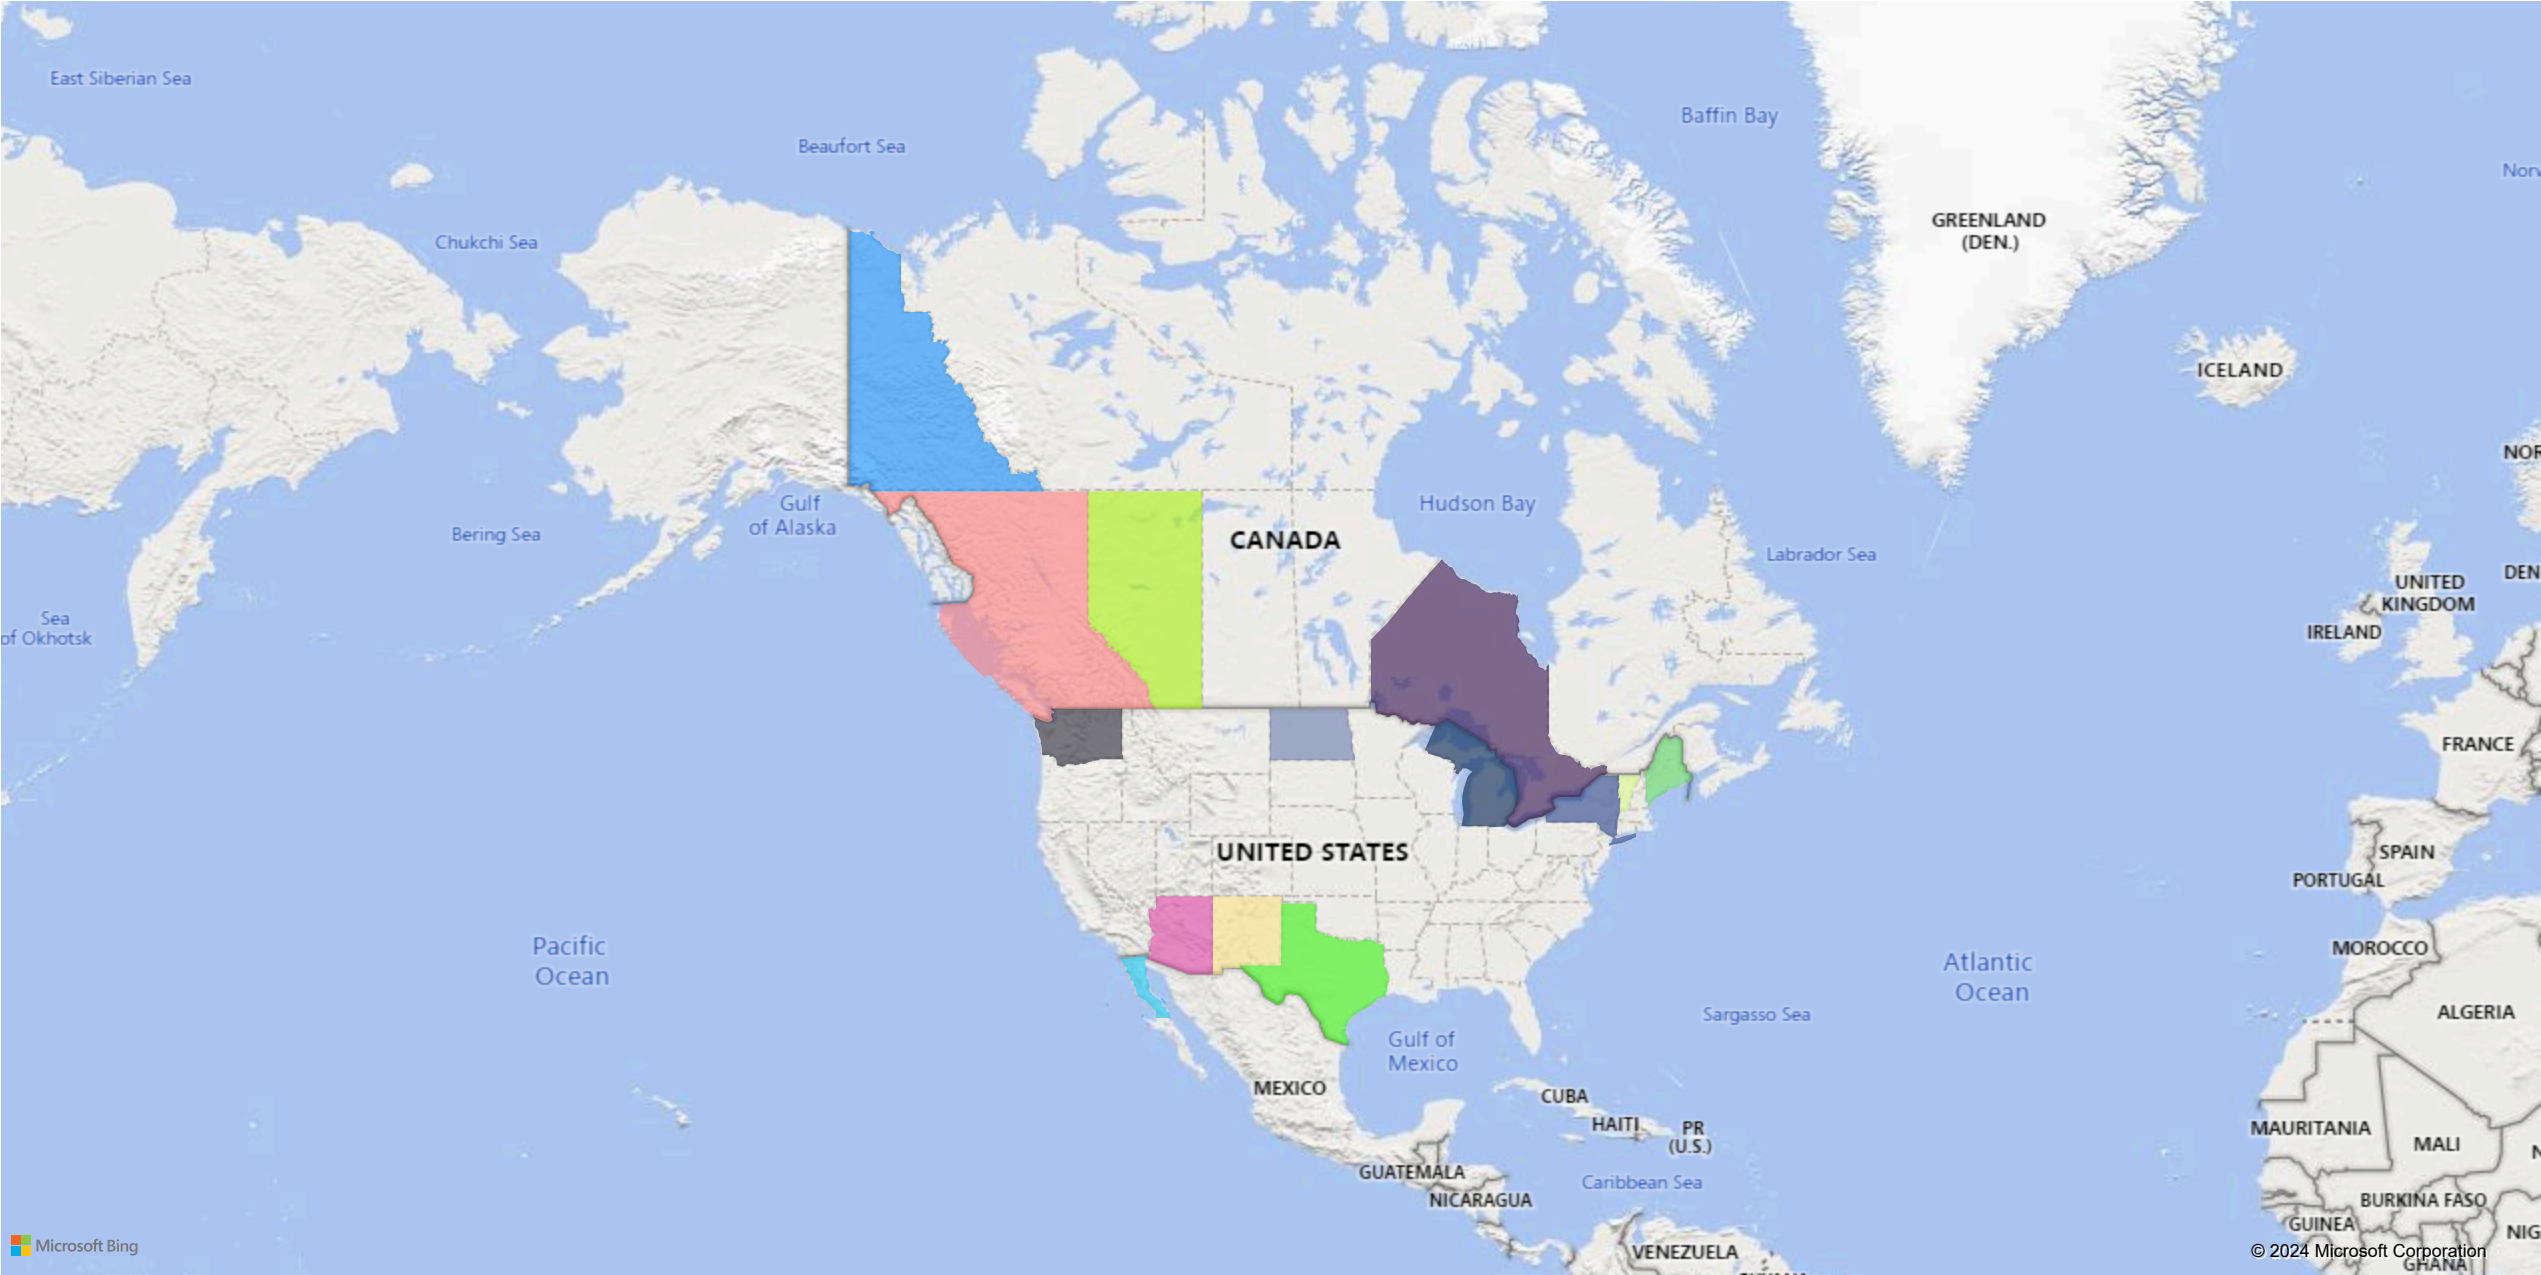 East Siberian Sea
Baffin Bay
Beaufort Sea
GREENLAND
(DEN.)
Chukchi Sea
ICELAND
Gulf
of Alaska
Hudson Bay
Bering Sea
CANADA
Labrador Sea
UNITED
KINGDOM
Sea
of Okhotsk
IRELAND
FRANCE
UNITED STATES
SPAIN
PORTUGAL
Pacific
Ocean
MOROCCO
Atlantic
Ocean
ALGERIA
Sargasso Sea
Gulf of
Mexico
MEXICO
CUBA
HAITI
PR
(U.S.)
MAURITANIA
MALI
GUATEMALA
Caribbean Sea
NICARAGUA
BURKINA FASO
GUINEA
VENEZUELA
Microsoft Bing
© 2024 Microsoft Corporation
GHANA